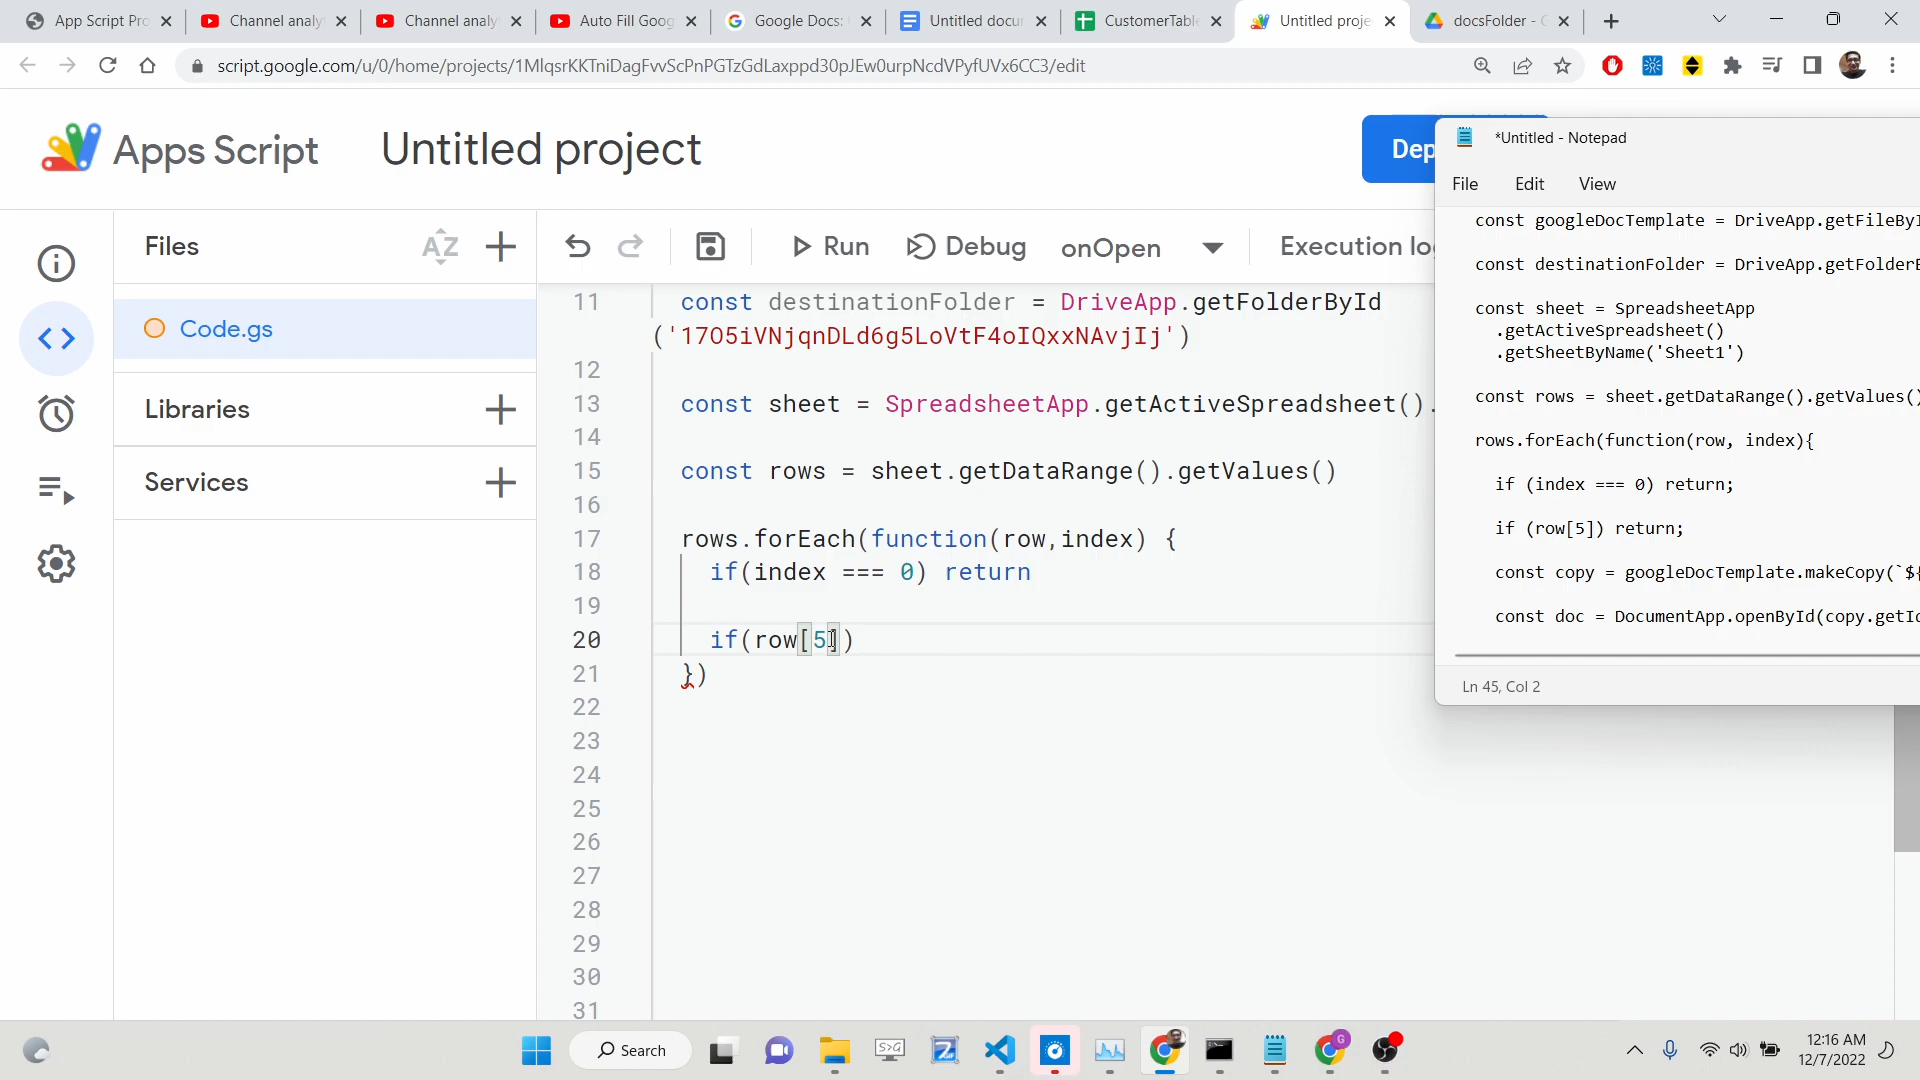 App Script Pro
Channel analy
Channel analy
Auto Fill Goog
Google Docs:
Untitled docu
CustomerTabl
Untitled proje
docsFolder - G
script.google.com/u/0/home/projects/1MlqsrKKTniDagFvvScPnPGTzGdLaxppd30pJEw0urpNcdVPyfUVx6CC3/edit
Apps Script
Untitled project
Dep
Files
AZ
Run
Debug
onOpen
Execution log
Code.gs
Libraries
Services
11 const destinationFolder = DriveApp.getFolderById
('17O5iVNjqnDLd6g5LoVtF4oIQxxNAvjIj')
12
13 const sheet = SpreadsheetApp.getActiveSpreadsheet().
14
15 const rows = sheet.getDataRange().getValues()
16
17 rows.forEach(function(row,index) {
18 if(index === 0) return
19
20 if(row[5])
21 })
22
23
24
25
26
27
28
29
30
31
*Untitled - Notepad
File Edit View
const googleDocTemplate = DriveApp.getFileByI
const destinationFolder = DriveApp.getFolderB
const sheet = SpreadsheetApp
.getActiveSpreadsheet()
.getSheetByName('Sheet1')
const rows = sheet.getDataRange().getValues()
rows.forEach(function(row, index){
if (index === 0) return;
if (row[5]) return;
const copy = googleDocTemplate.makeCopy(`${
const doc = DocumentApp.openById(copy.getId
Ln 45, Col 2
Search
12:16 AM
12/7/2022